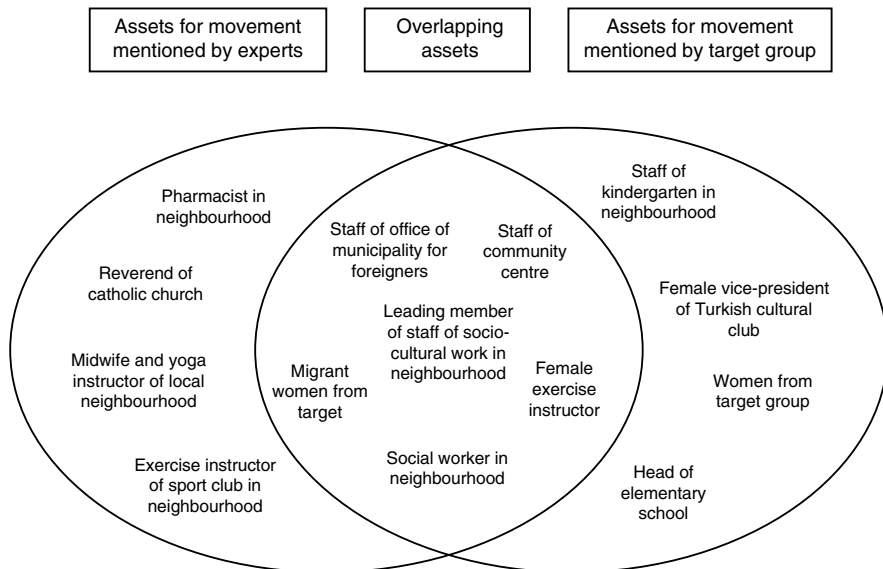 Assets for movement
mentioned by experts
Overlapping
assets
Assets for movement
mentioned by target group
Pharmacist in
neighbourhood
Reverend of
catholic church
Midwife and yoga
instructor of local
neighbourhood
Exercise instructor
of sport club in
neighbourhood
Staff of office of
municipality for
foreigners
Staff of
community
centre
Leading member
of staff of socio-
cultural work in
neighbourhood
Migrant
women from
target
Female
exercise
instructor
Social worker in
neighbourhood
Staff of
kindergarten in
neighbourhood
Female vice-president
of Turkish cultural
club
Women from
target group
Head of
elementary
school